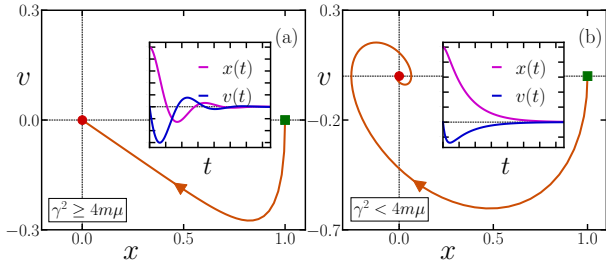 0.3
v
0.0
−0.3
(a)
x(t)
v(t)
t
γ² ≥ 4mμ
0.0
0.5
1.0
x
0.3
v
−0.2
−0.7
(b)
x(t)
v(t)
t
γ² < 4mμ
0.0
0.5
1.0
x